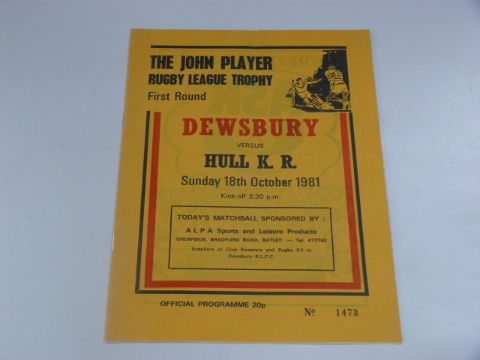 THE JOHN PLAYER
RUGBY LEAGUE TROPHY
First Round
DEWSBURY
VERSUS
HULL K. R.
Sunday 18th October 1981
Kick-off 3.30 p.m.
TODAY'S MATCHBALL SPONSORED BY :
A L P A Sports and Leisure Products
CHEAPSIDE, BRADFORD ROAD, BATLEY. — Tel. 477762
Suppliers of Club Sweaters and Rugby Kit to
Dewsbury R.L.F.C.
OFFICIAL PROGRAMME 20p
Nº 1473